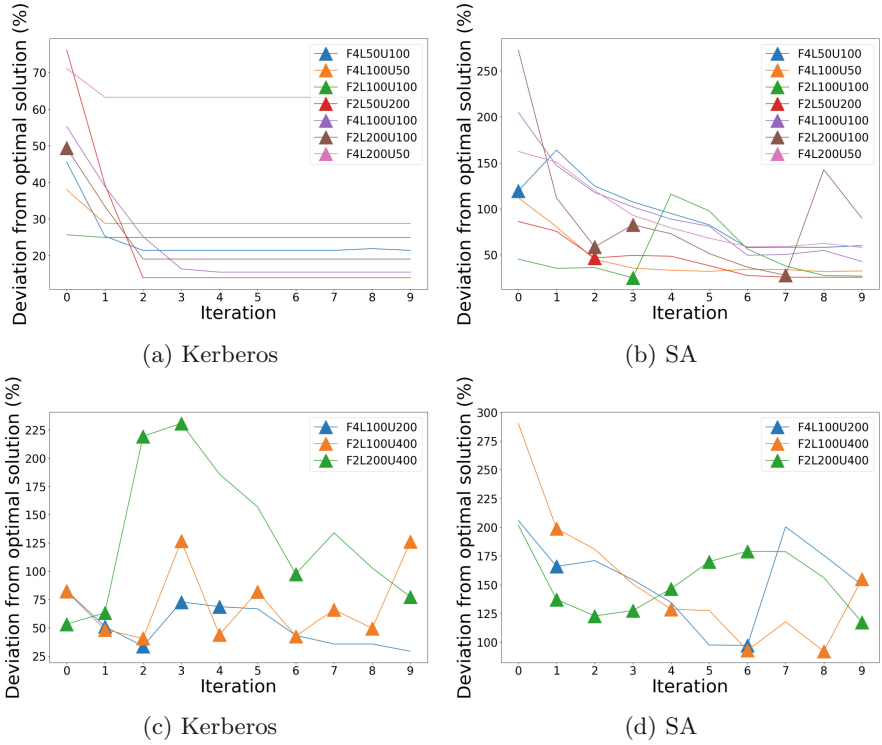 Deviation from optimal solution (%)
70
60
50
40
30
20
0 1 2 3 4 5 6 7 8 9
Iteration
F4L50U100
F4L100U50
F2L100U100
F2L50U200
F4L100U100
F2L200U100
F4L200U50
(a) Kerberos
Deviation from optimal solution (%)
250
200
150
100
50
0 1 2 3 4 5 6 7 8 9
Iteration
F4L50U100
F4L100U50
F2L100U100
F2L50U200
F4L100U100
F2L200U100
F4L200U50
(b) SA
Deviation from optimal solution (%)
225
200
175
150
125
100
75
50
25
0 1 2 3 4 5 6 7 8 9
Iteration
F4L100U200
F2L100U400
F2L200U400
(c) Kerberos
Deviation from optimal solution (%)
300
275
250
225
200
175
150
125
100
0 1 2 3 4 5 6 7 8 9
Iteration
F4L100U200
F2L100U400
F2L200U400
(d) SA